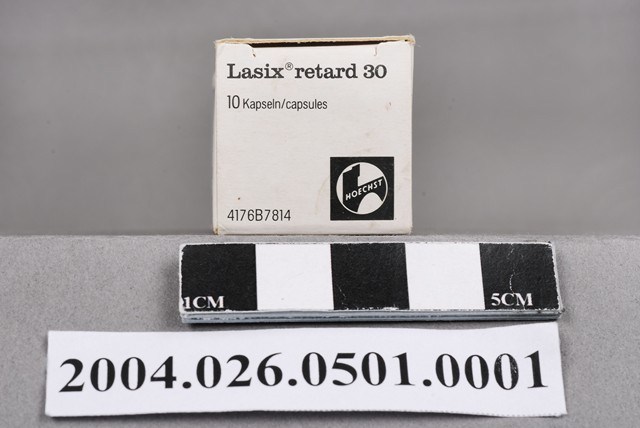 Lasix® retard 30
10 Kapseln/capsules
HOECHST
4176B7814
1CM 5CM
2004.026.0501.0001